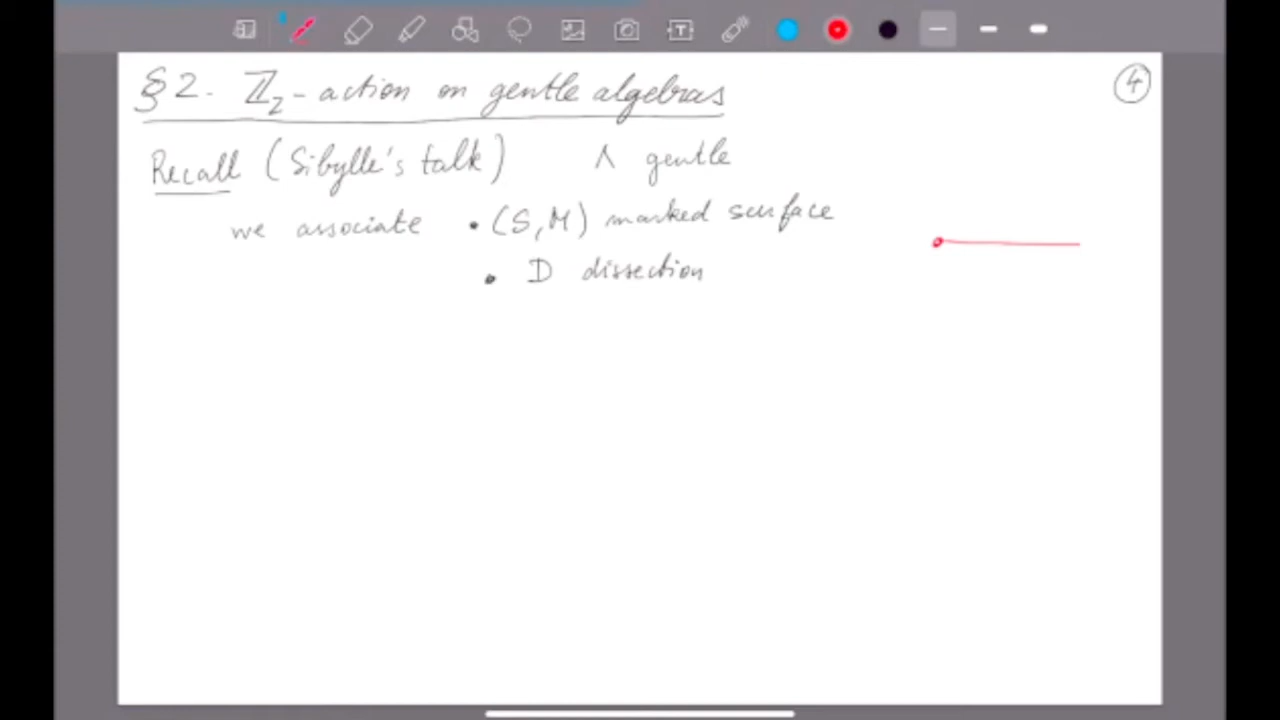 §2. ℤ₂-action on gentle algebras
④
Recall (Sibylle's talk) Λ gentle
we associate • (S,M) marked surface
• D dissection